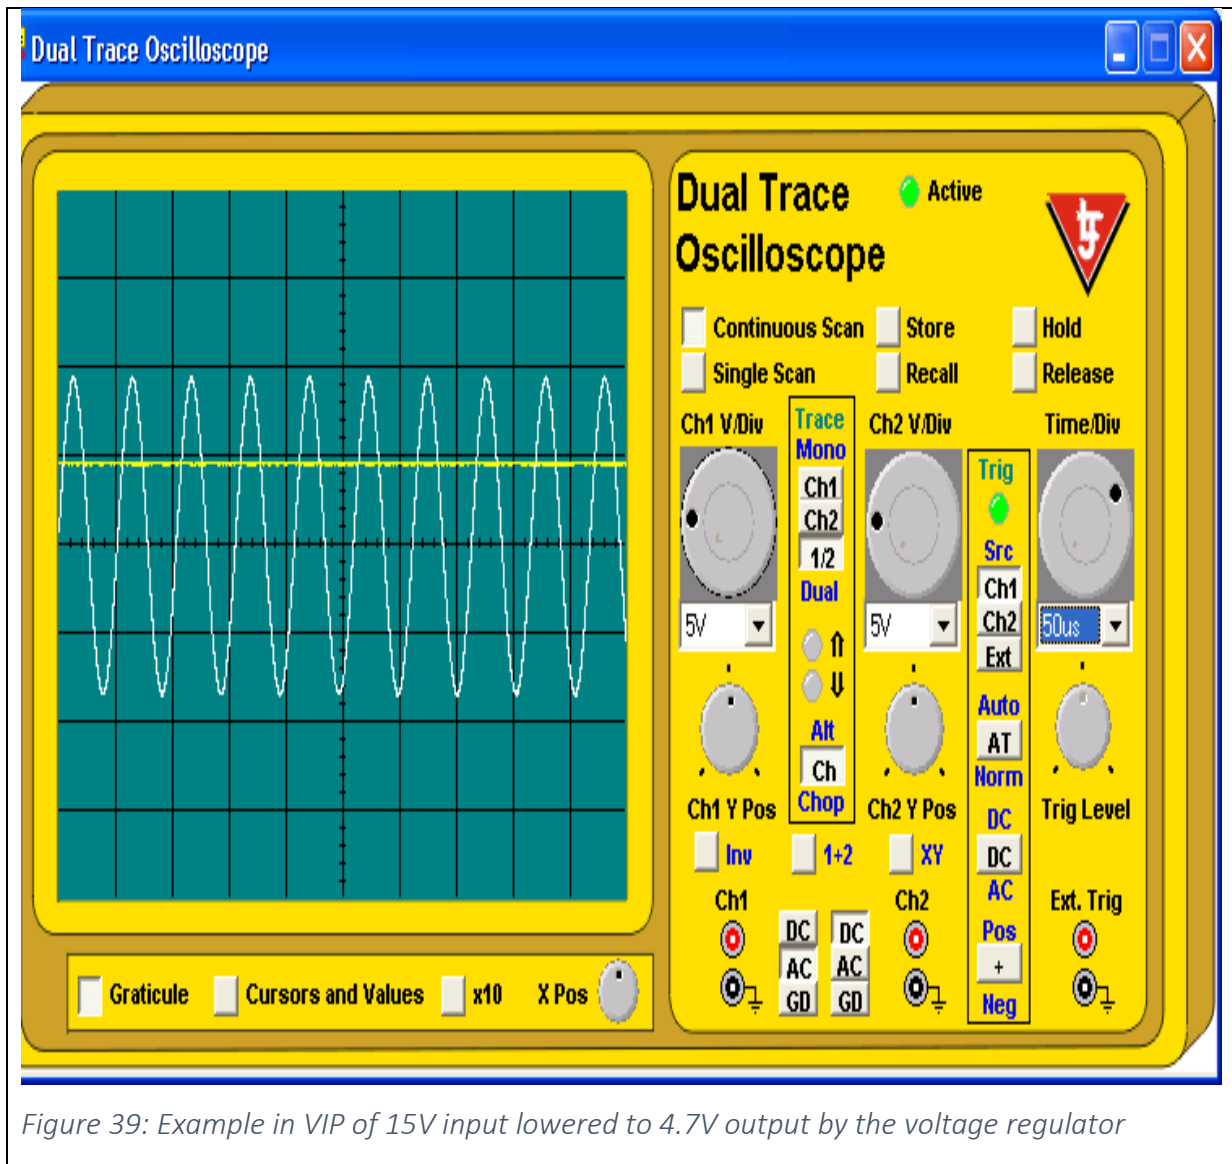 Dual Trace Oscilloscope
Dual Trace
Oscilloscope
Active
Continuous Scan
Store
Hold
Single Scan
Recall
Release
Ch1 V/Div
Trace
Mono
Ch1
Ch2
1/2
Dual
Alt
Ch
Chop
Ch2 V/Div
Time/Div
5V
5V
50us
Trig
Src
Ch1
Ch2
Ext
Auto
AT
Norm
DC
DC
AC
Pos
+
Neg
Ch1 Y Pos
Ch2 Y Pos
Trig Level
Inv
1+2
XY
Ch1
DC
AC
GD
DC
AC
GD
Ch2
Ext. Trig
Graticule
Cursors and Values
x10
X Pos
Figure 39: Example in VIP of 15V input lowered to 4.7V output by the voltage regulator